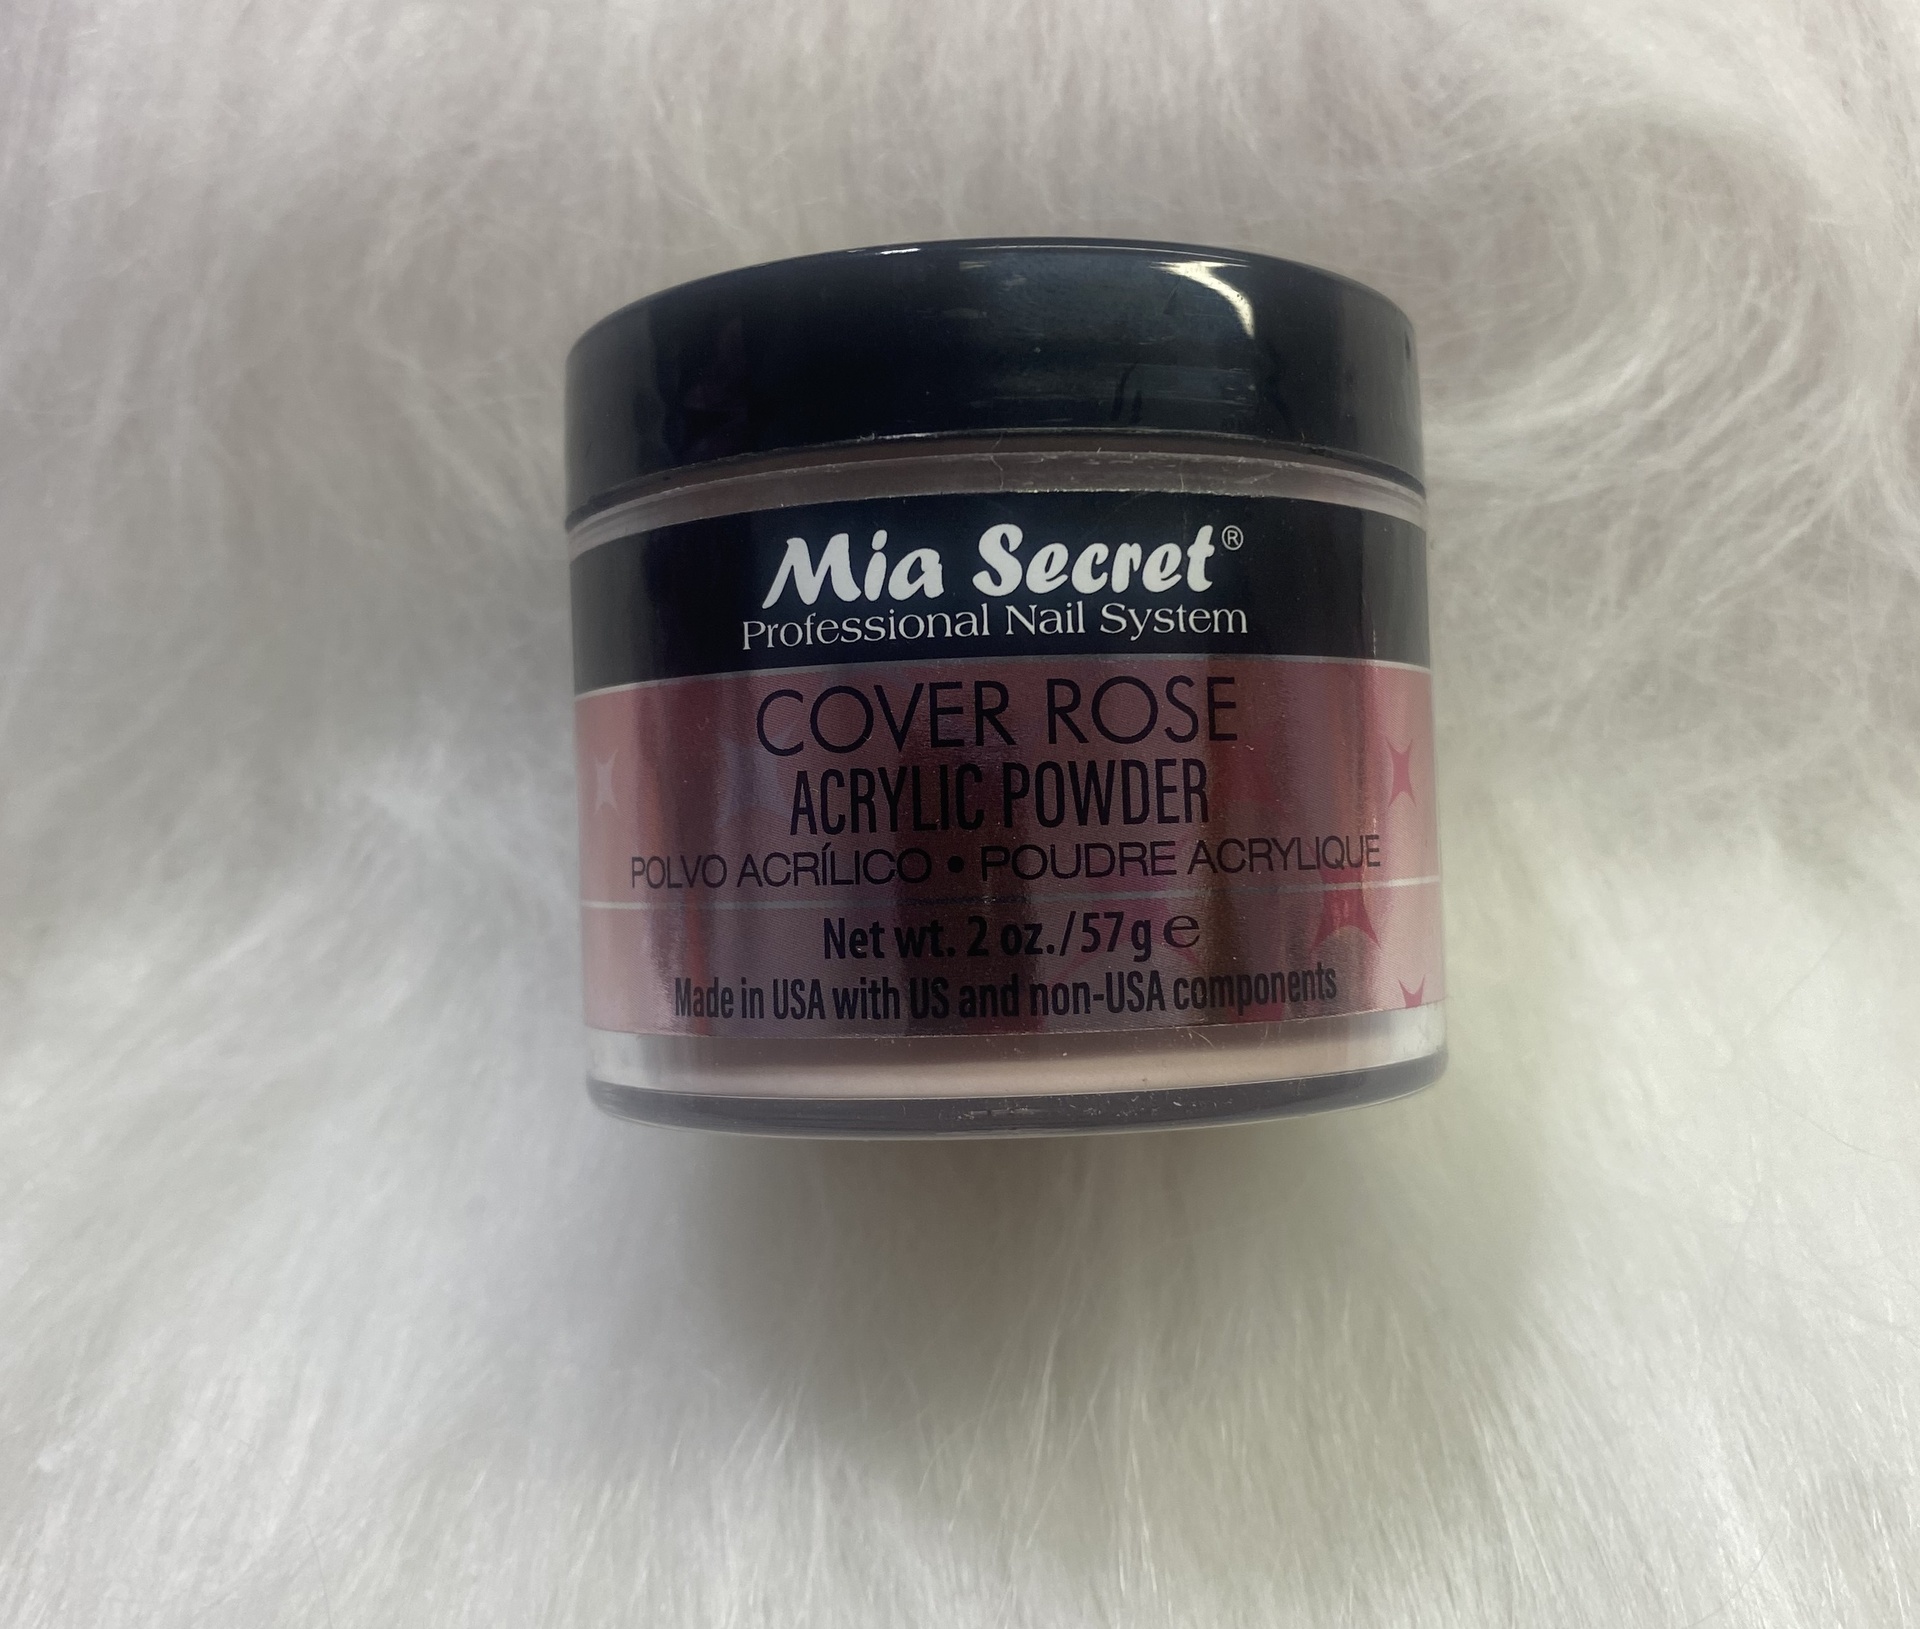 Mia Secret®
Professional Nail System
COVER ROSE
ACRYLIC POWDER
POLVO ACRÍLICO • POUDRE ACRYLIQUE
Net wt. 2 oz./57g ℮
Made in USA with US and non-USA components